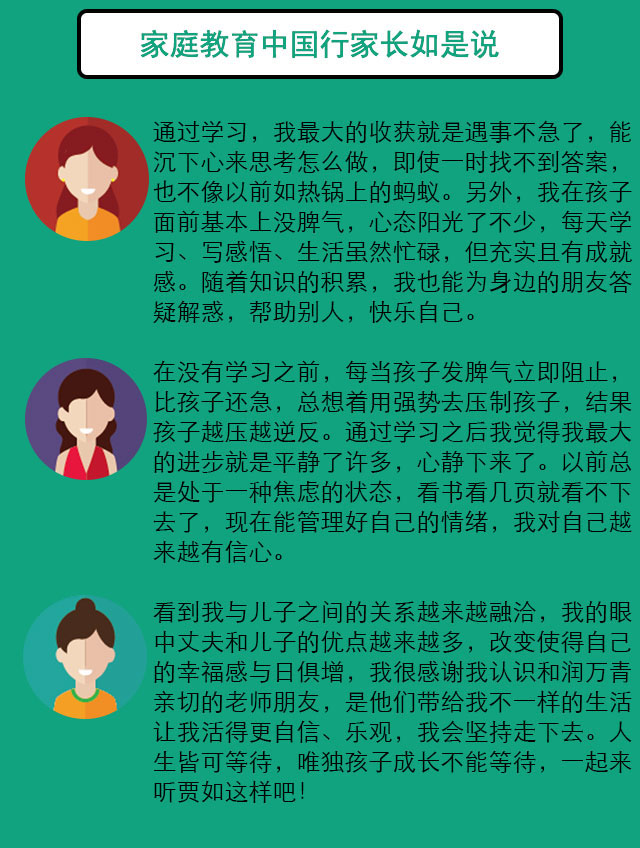 家庭教育中国行家长如是说
通过学习，我最大的收获就是遇事不急了，能
沉下心来思考怎么做，即使一时找不到答案，
也不像以前如热锅上的蚂蚁。另外，我在孩子
面前基本上没脾气，心态阳光了不少，每天学
习、写感悟、生活虽然忙碌，但充实且有成就
感。随着知识的积累，我也能为身边的朋友答
疑解惑，帮助别人，快乐自己。
在没有学习之前，每当孩子发脾气立即阻止，
比孩子还急，总想着用强势去压制孩子，结果
孩子越压越逆反。通过学习之后我觉得我最大
的进步就是平静了许多，心静下来了。以前总
是处于一种焦虑的状态，看书看几页就看不下
去了，现在能管理好自己的情绪，我对自己越
来越有信心。
看到我与儿子之间的关系越来越融洽，我的眼
中丈夫和儿子的优点越来越多，改变使得自己
的幸福感与日俱增，我很感谢我认识和润万青
亲切的老师朋友，是他们带给我不一样的生活
让我活得更自信、乐观，我会坚持走下去。人
生皆可等待，唯独孩子成长不能等待，一起来
听贾如这样吧！